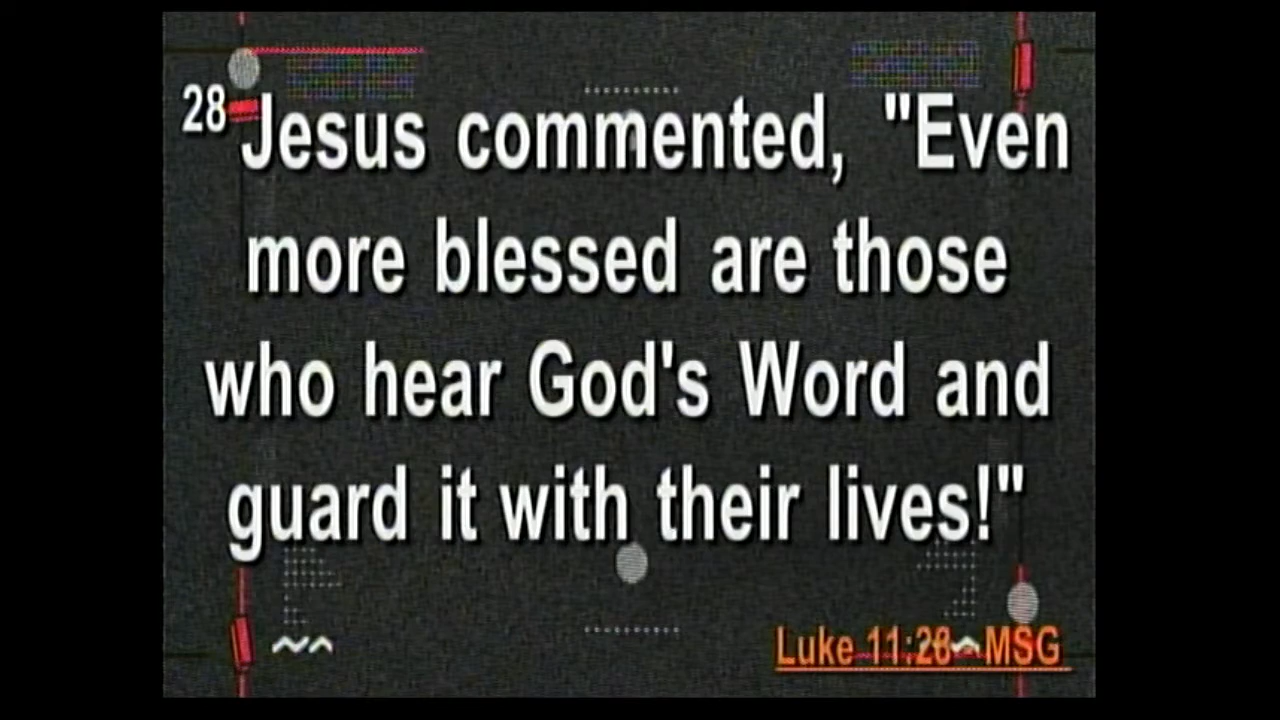 28 Jesus commented, "Even
more blessed are those
who hear God's Word and
guard it with their lives!"
Luke 11:28 - MSG